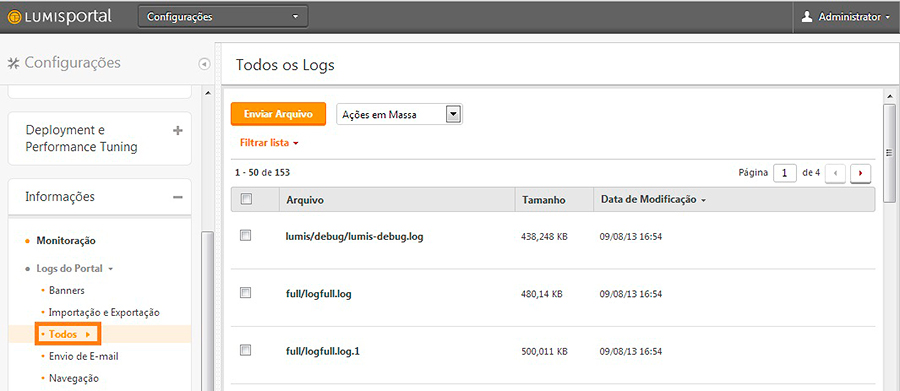 LUMISPORTAL
Configurações
Administrator
Configurações
Deployment e
Performance Tuning
Informações
Monitoração
Logs do Portal
Banners
Importação e Exportação
Todos
Envio de E-mail
Navegação
Todos os Logs
Enviar Arquivo
Ações em Massa
Filtrar lista
1 - 50 de 153
Página 1 de 4
Arquivo Tamanho Data de Modificação
lumis/debug/lumis-debug.log 438,248 KB 09/08/13 16:54
full/logfull.log 480,14 KB 09/08/13 16:54
full/logfull.log.1 500,011 KB 09/08/13 16:54